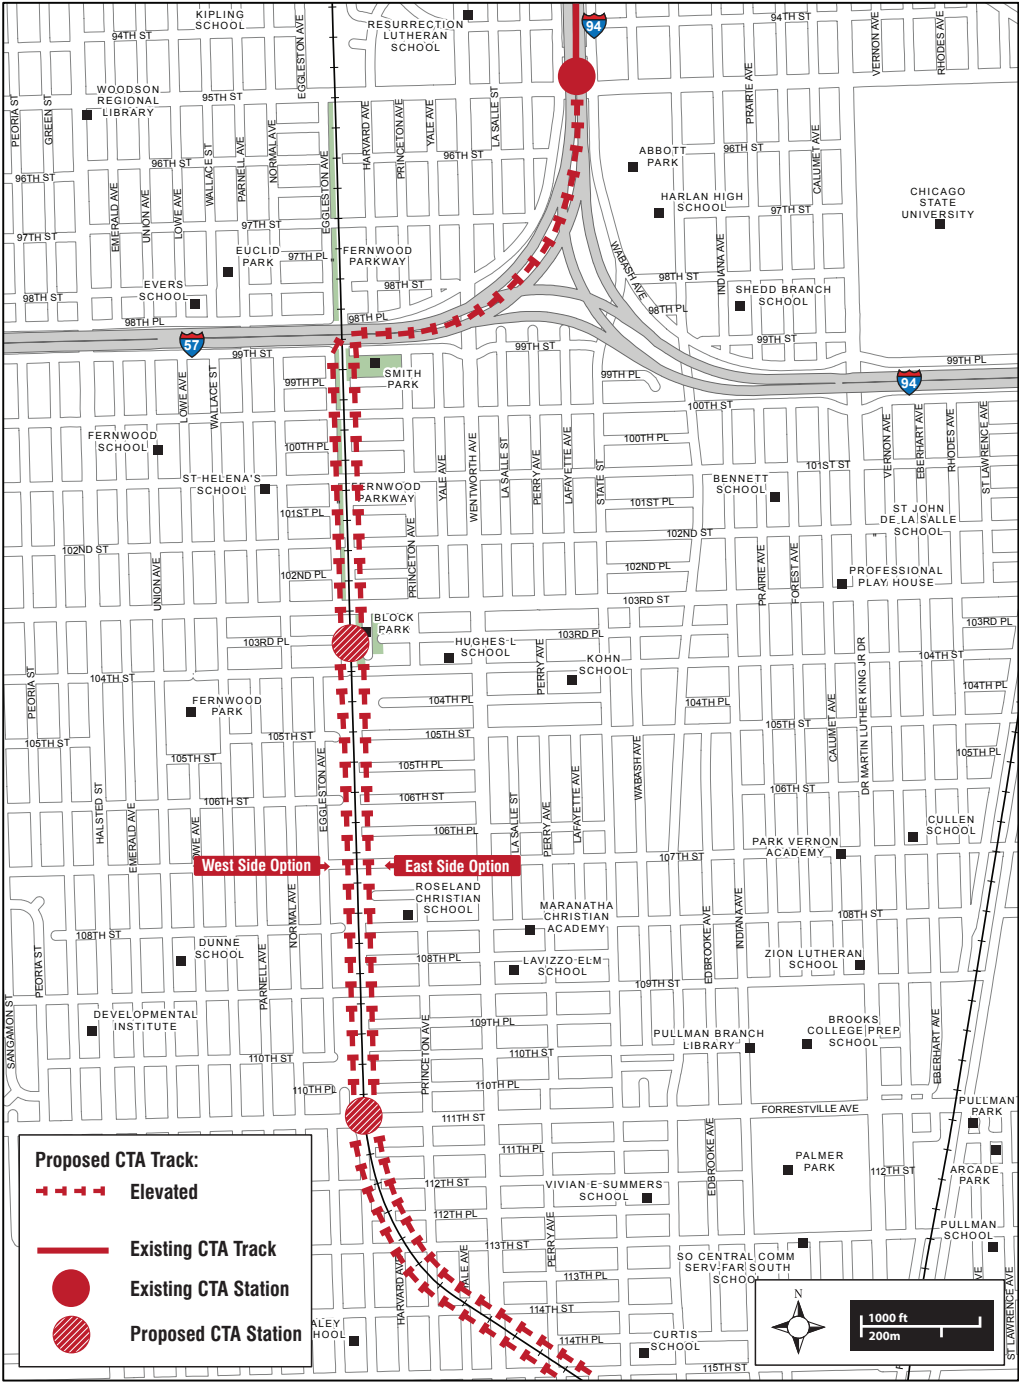 KIPLING
SCHOOL
RESURRECTION
LUTHERAN
SCHOOL
94
94TH ST
94TH ST
EGGLESTON AVE
VERNON AVE
RHODES AVE
WOODSON
REGIONAL
LIBRARY
95TH ST
PEORIA ST
GREEN ST
HARVARD AVE
PRINCETON AVE
YALE AVE
LA SALLE ST
PRAIRIE AVE
CALUMET AVE
ABBOTT
PARK
96TH ST
96TH ST
96TH ST
96TH ST
EMERALD AVE
UNION AVE
LOWE AVE
WALLACE ST
PARNELL AVE
NORMAL AVE
EGGLESTON AVE
HARLAN HIGH
SCHOOL
CHICAGO
STATE
UNIVERSITY
97TH ST
97TH ST
97TH ST
EUCLID
PARK
97TH PL
FERNWOOD
PARKWAY
WABASH AVE
INDIANA AVE
EVERS
SCHOOL
98TH ST
98TH ST
98TH ST
SHEDD BRANCH
SCHOOL
98TH PL
98TH PL
98TH PL
57
99TH ST
99TH ST
99TH ST
99TH PL
SMITH
PARK
99TH PL
99TH PL
94
LOWE AVE
WALLACE ST
100TH ST
FERNWOOD
SCHOOL
100TH PL
100TH PL
YALE AVE
WENTWORTH AVE
LA SALLE ST
PERRY AVE
LAFAYETTE AVE
STATE ST
VERNON AVE
EBERHART AVE
RHODES AVE
ST LAWRENCE AVE
101ST ST
ST HELENA'S
SCHOOL
FERNWOOD
PARKWAY
BENNETT
SCHOOL
101ST PL
101ST PL
ST JOHN
DE LA SALLE
SCHOOL
102ND ST
102ND ST
PRINCETON AVE
UNION AVE
102ND PL
102ND PL
PRAIRIE AVE
FOREST AVE
PROFESSIONAL
PLAY HOUSE
103RD ST
BLOCK
PARK
103RD PL
103RD PL
103RD PL
HUGHES L
SCHOOL
PERRY AVE
KOHN
SCHOOL
104TH ST
104TH ST
PEORIA ST
104TH PL
104TH PL
104TH PL
FERNWOOD
PARK
CALUMET AVE
DR MARTIN LUTHER KING JR DR
105TH ST
105TH ST
105TH ST
105TH ST
105TH ST
105TH PL
105TH PL
HALSTED ST
EMERALD AVE
EGGLESTON AVE
LA SALLE ST
PERRY AVE
LAFAYETTE AVE
WABASH AVE
106TH ST
106TH ST
106TH ST
106TH PL
CULLEN
SCHOOL
PARK VERNON
ACADEMY
107TH ST
West Side Option
East Side Option
ROSELAND
CHRISTIAN
SCHOOL
MARANATHA
CHRISTIAN
ACADEMY
NORMAL AVE
EDBROOKE AVE
INDIANA AVE
108TH ST
108TH ST
DUNNE
SCHOOL
PEORIA ST
PARNELL AVE
108TH PL
LAVIZZO ELM
SCHOOL
ZION LUTHERAN
SCHOOL
109TH ST
SANGAMON ST
DEVELOPMENTAL
INSTITUTE
109TH PL
PRINCETON AVE
PULLMAN BRANCH
LIBRARY
BROOKS
COLLEGE PREP
SCHOOL
EBERHART AVE
110TH ST
110TH ST
110TH PL
110TH PL
FORRESTVILLE AVE
PULLMAN
PARK
111TH ST
111TH PL
EDBROOKE AVE
PALMER
PARK
112TH ST
ARCADE
PARK
112TH ST
VIVIAN E SUMMERS
SCHOOL
112TH PL
PERRY AVE
PULLMAN
SCHOOL
113TH ST
SO CENTRAL COMM
SERV-FAR SOUTH
SCHOOL
113TH PL
HARVARD AVE
114TH ST
114TH PL
CURTIS
SCHOOL
115TH ST
ST LAWRENCE AVE
Proposed CTA Track:
Elevated
Existing CTA Track
Existing CTA Station
Proposed CTA Station
N
1000 ft
200m